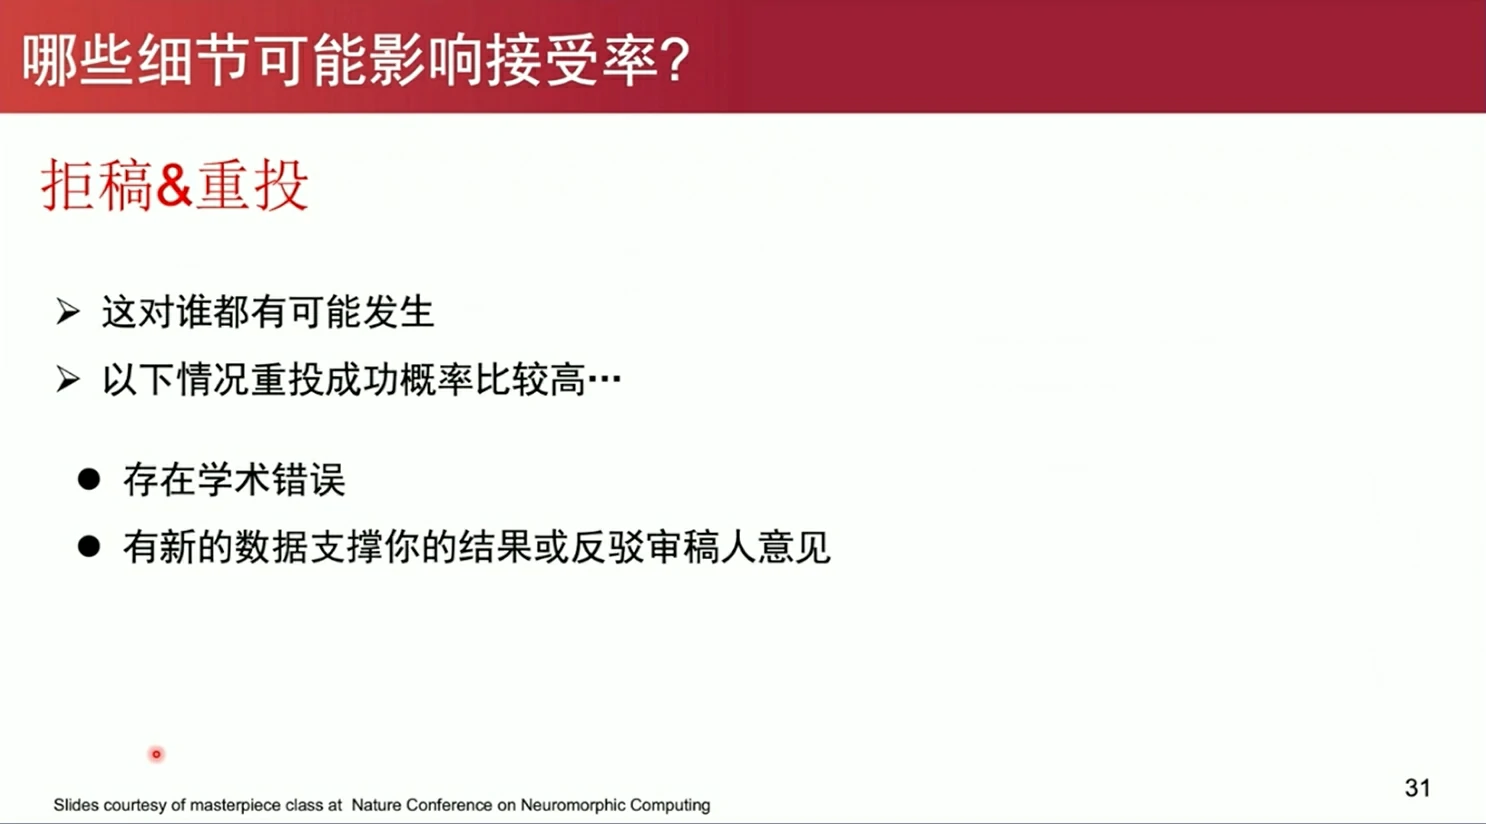 哪些细节可能影响接受率?
拒稿&重投
➢ 这对谁都有可能发生
➢ 以下情况重投成功概率比较高…
● 存在学术错误
● 有新的数据支撑你的结果或反驳审稿人意见
31
Slides courtesy of masterpiece class at Nature Conference on Neuromorphic Computing